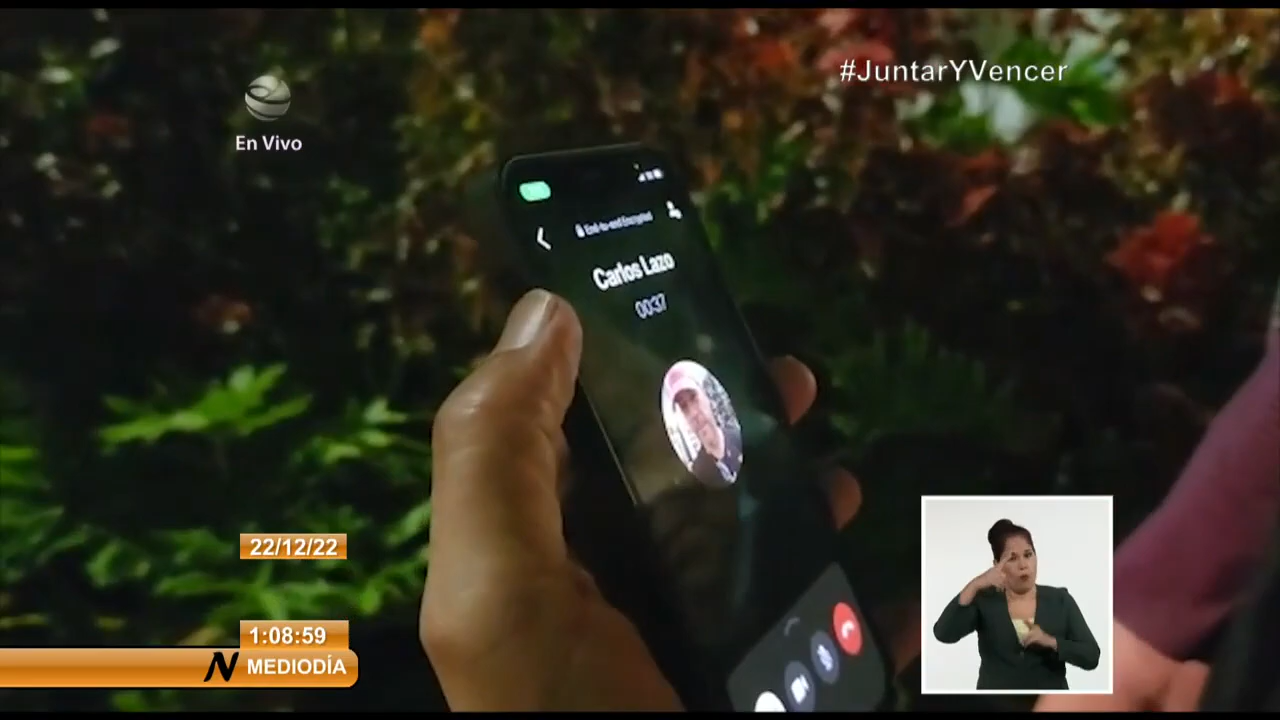 #JuntarYVencer
En Vivo
End-to-end Encrypted
Carlos Lazo
00:37
22/12/22
1:08:59
N MEDIODÍA